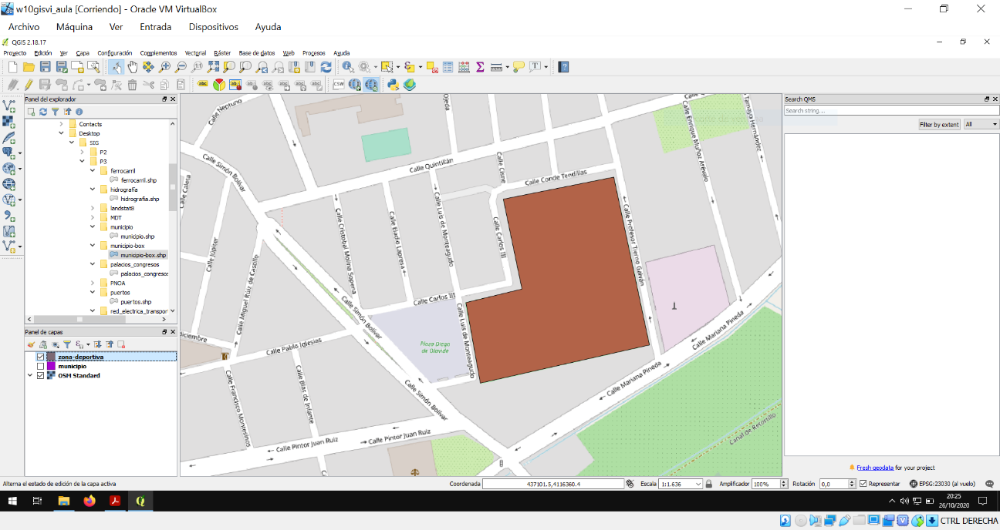 w10gisvi_aula [Corriendo] - Oracle VM VirtualBox
Archivo Máquina Ver Entrada Dispositivos Ayuda
QGIS 2.18.17
Proyecto Edición Ver Capa Configuración Complementos Vectorial Ráster Base de datos Web Procesos Ayuda
Panel del explorador
Contacts
Desktop
SIG
P2
P3
ferrocarril
ferrocarril.shp
hidrografía
hidrografia.shp
landstat8
MDT
municipio
municipio.shp
municipio-box
municipio-box.shp
palacios_congresos
palacios_congresos
PNOA
puertos
puertos.shp
red_electrica_transpor
Panel de capas
zona-deportiva
municipio
OSM Standard
Calle Neptuno
Ojeda
Calle Enrique Muñoz Arévalo
Tamayo Hernández
Calle Simón Bolívar
Calle Quintillán
Calle Cisne
Calle Conde Tendillas
Calle Caleta
Calle Cristobal Molina Sopena
Calle Eladio Lapresa
Calle Luis de Monteagudo
Calle Carlos III
Calle Profesor Tierno Galván
Calle Júpiter
Calle Miguel Ruiz de Castillo
Calle Simón Bolívar
Calle Carlos III
Calle Luis de Monteagudo
Plaza Diego de Olavide
diciembre
Calle Pablo Iglesias
Calle Mariana Pineda
Calle Mariana Pineda
Calle Francisco Montesinos
Calle Blas de Infante
Calle Simón Bolívar
Calle Pintor Juan Ruiz
Calle Pintor Juan Ruiz
Canal de Retortillo
Search QMS
Search string...
Filter by extent All
Fresh geodata for your project
CSW
Alterna el estado de edición de la capa activa
Coordenada 437101.5,4116360.4 Escala 1:1.636 Amplificador 100% Rotación 0,0 Representar EPSG:23030 (al vuelo)
20:25
26/10/2020
CTRL DERECHA